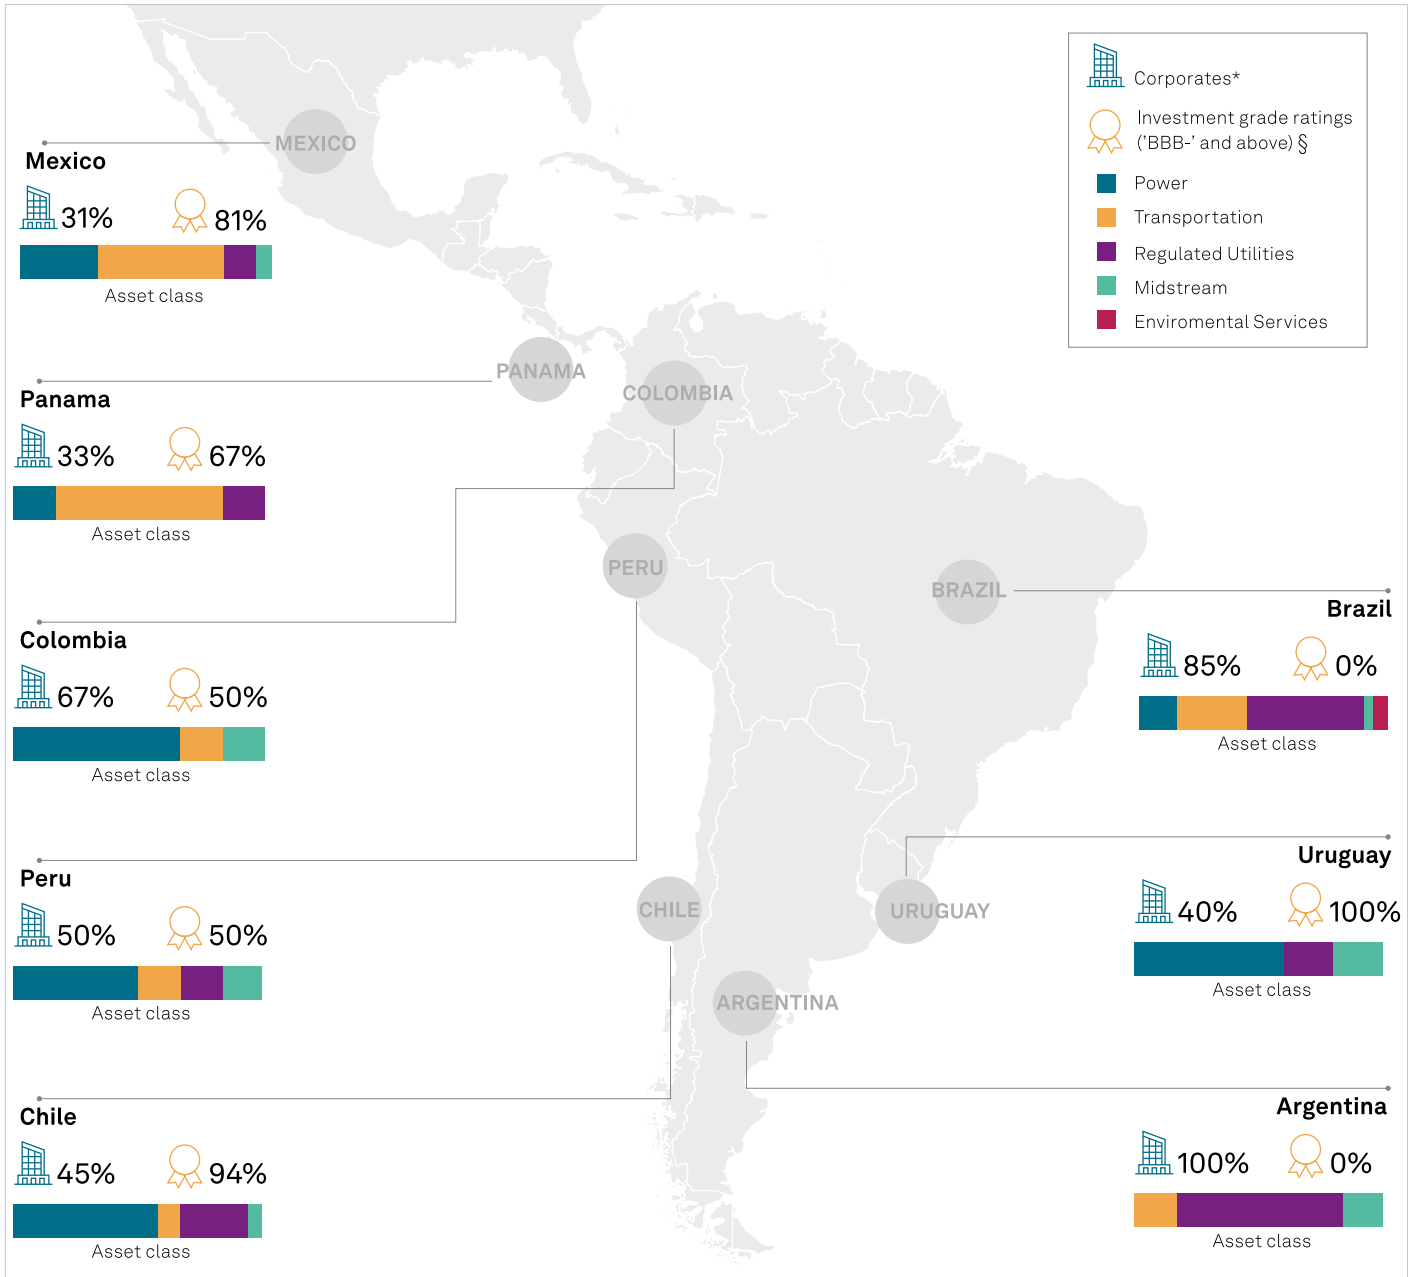 Corporates*
Investment grade ratings
('BBB-' and above) §
Power
Transportation
Regulated Utilities
Midstream
Enviromental Services
MEXICO
Mexico
31%
81%
Asset class
PANAMA
Panama
33%
67%
Asset class
COLOMBIA
Colombia
67%
50%
Asset class
PERU
Peru
50%
50%
Asset class
CHILE
Chile
45%
94%
Asset class
BRAZIL
Brazil
85%
0%
Asset class
URUGUAY
Uruguay
40%
100%
Asset class
ARGENTINA
Argentina
100%
0%
Asset class